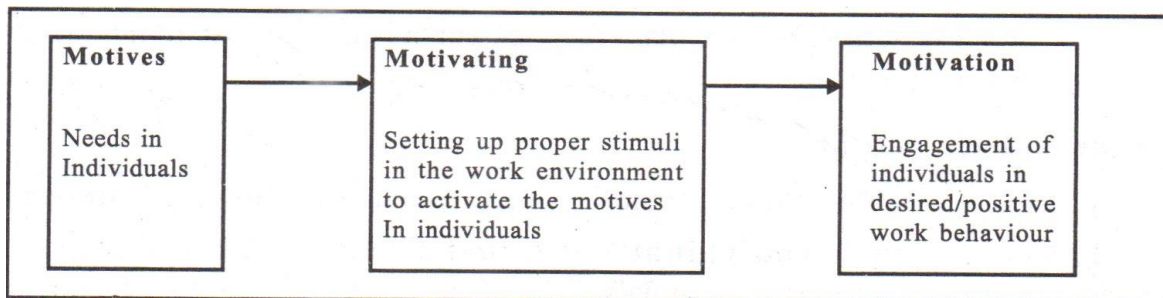 Motives
Needs in
Individuals
Motivating
Setting up proper stimuli
in the work environment
to activate the motives
In individuals
Motivation
Engagement of
individuals in
desired/positive
work behaviour